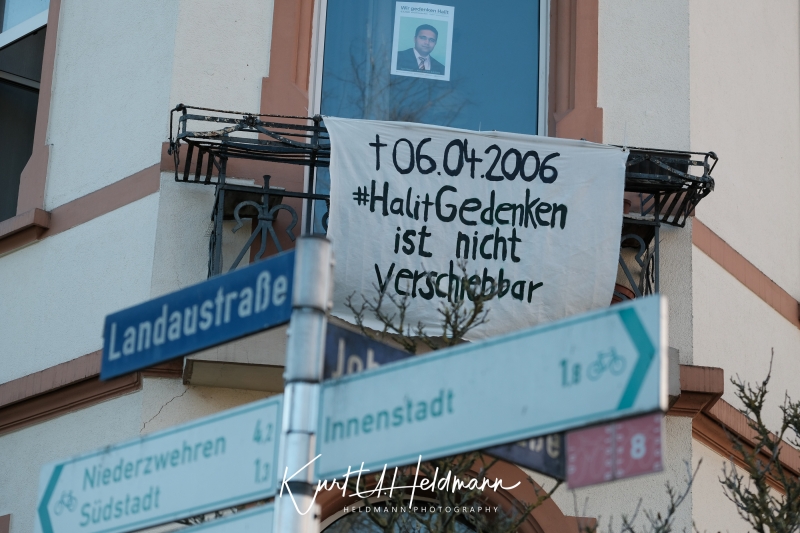 Wir gedenken Halit
† 06.04.2006
#HalitGedenken
ist nicht
verschiebbar
Landaustraße
Innenstadt 1,8
Niederzwehren 4,2
Südstadt 1,3
8
Kurt A Heldmann
HELDMANN PHOTOGRAPHY